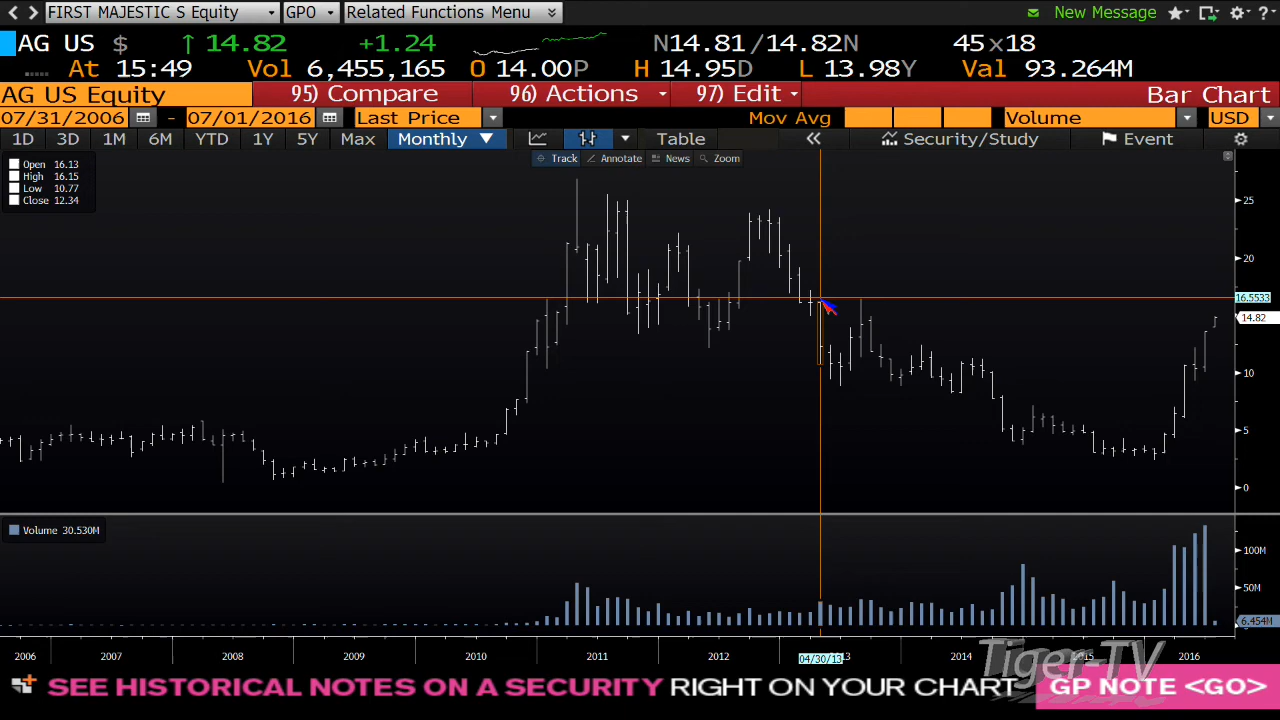 FIRST MAJESTIC S Equity GPO Related Functions Menu New Message ?
AG US $ ↑ 14.82 +1.24 N14.81/14.82N 45x18
At 15:49 Vol 6,455,165 O 14.00P H 14.95D L 13.98Y Val 93.264M
AG US Equity 95) Compare 96) Actions 97) Edit Bar Chart
07/31/2006 - 07/01/2016 Last Price Mov Avg Volume USD
1D 3D 1M 6M YTD 1Y 5Y Max Monthly ▼ Table « Security/Study Event
Track Annotate News Zoom
Open 16.13
High 16.15
Low 10.77
Close 12.34
25
20
16.5533
14.82
10
5
0
Volume 30.530M
100M
50M
6.454M
2006 2007 2008 2009 2010 2011 2012 04/30/13 13 2014 2015 2016
Tiger-TV
SEE HISTORICAL NOTES ON A SECURITY RIGHT ON YOUR CHART GP NOTE <GO>